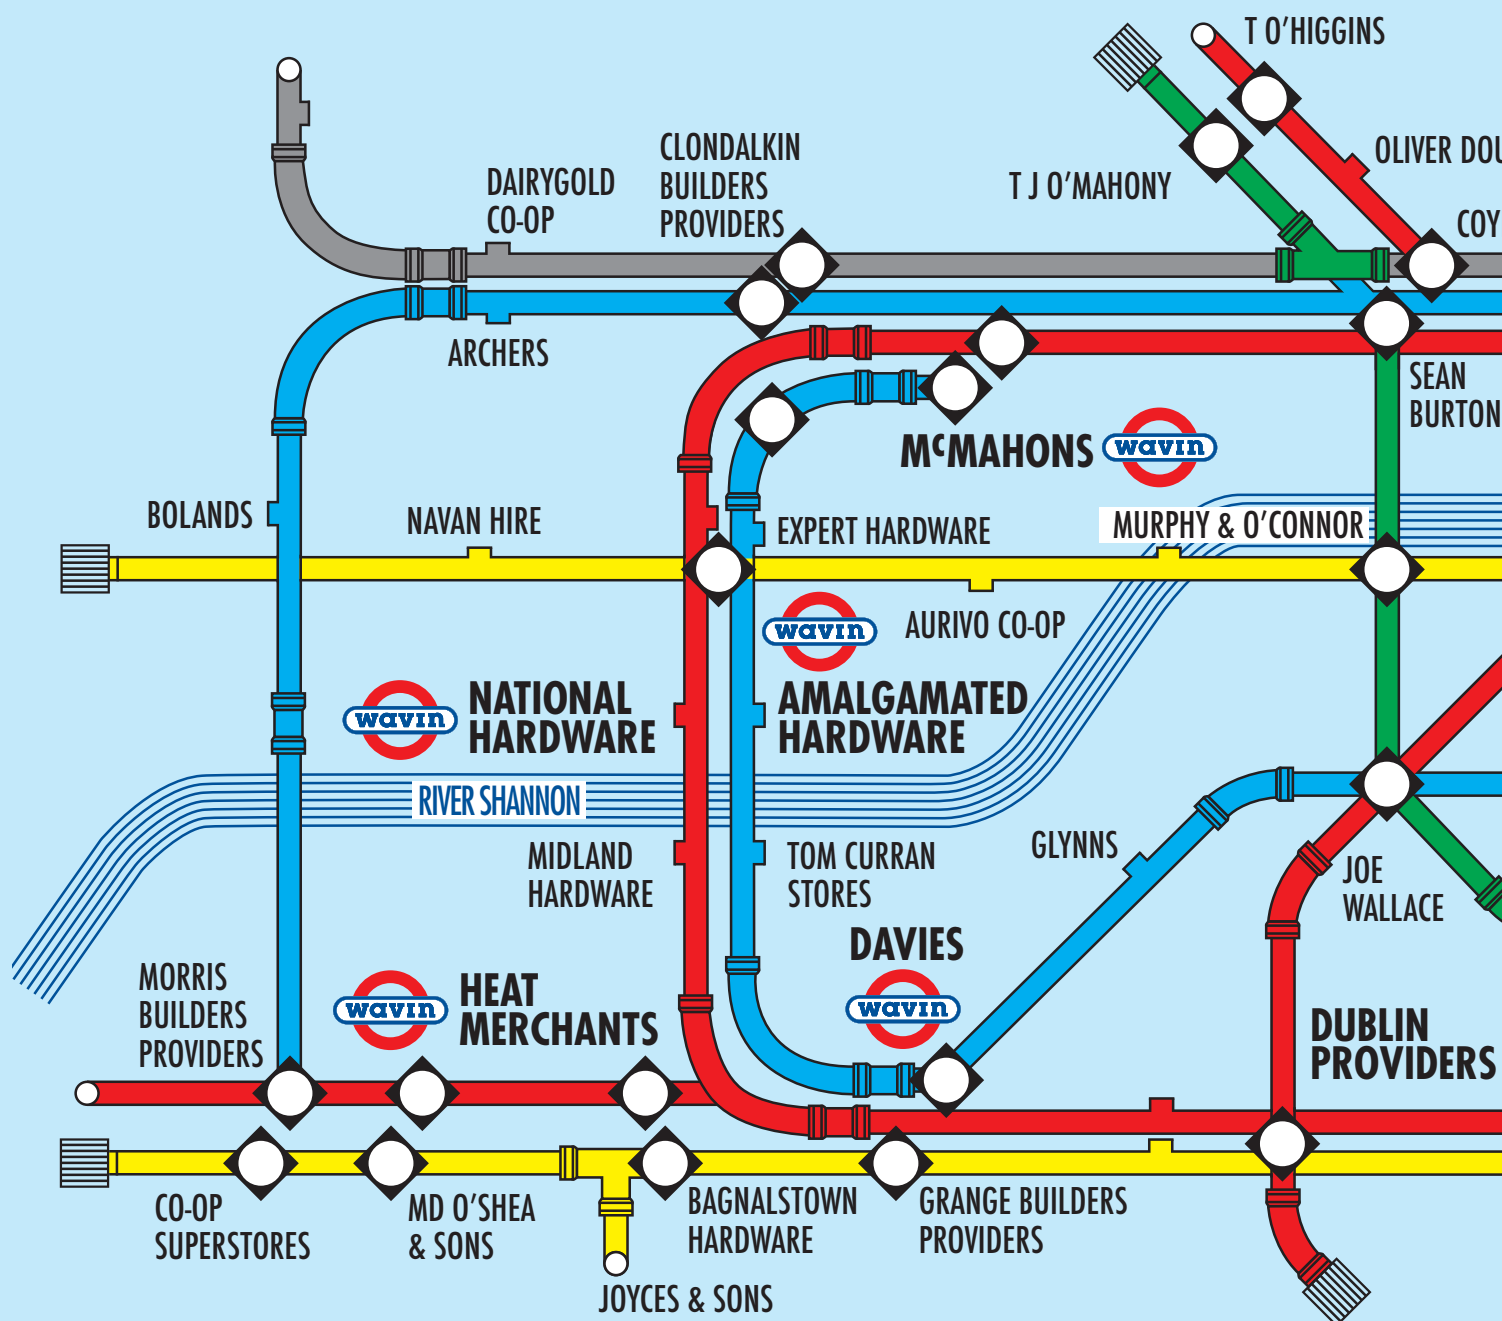 T O'HIGGINS
CLONDALKIN
BUILDERS
PROVIDERS
OLIVER DOU
DAIRYGOLD
CO-OP
T J O'MAHONY
COY
ARCHERS
SEAN
BURTON
McMAHONS
wavin
BOLANDS
NAVAN HIRE
EXPERT HARDWARE
MURPHY & O'CONNOR
wavin
AURIVO CO-OP
wavin
NATIONAL
HARDWARE
AMALGAMATED
HARDWARE
RIVER SHANNON
MIDLAND
HARDWARE
TOM CURRAN
STORES
GLYNNS
JOE
WALLACE
DAVIES
wavin
MORRIS
BUILDERS
PROVIDERS
wavin
HEAT
MERCHANTS
DUBLIN
PROVIDERS
CO-OP
SUPERSTORES
MD O'SHEA
& SONS
BAGNALSTOWN
HARDWARE
GRANGE BUILDERS
PROVIDERS
JOYCES & SONS